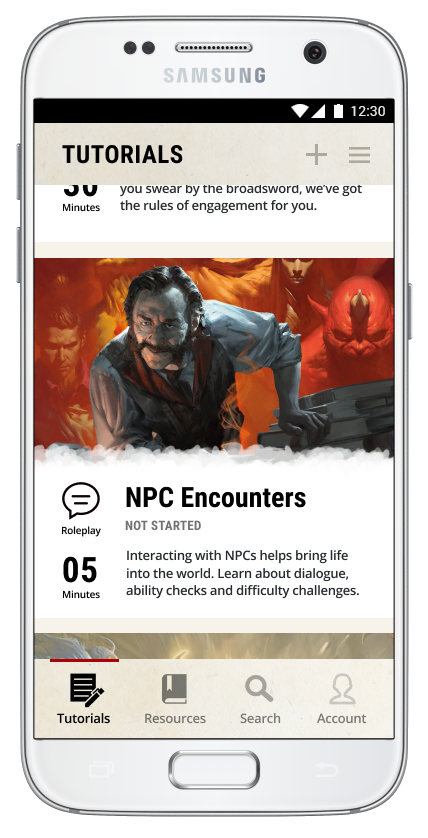 SAMSUNG
12:30
TUTORIALS
30
Minutes
you swear by the broadsword, we've got
the rules of engagement for you.
NPC Encounters
NOT STARTED
Roleplay
05
Minutes
Interacting with NPCs helps bring life
into the world. Learn about dialogue,
ability checks and difficulty challenges.
Tutorials
Resources
Search
Account